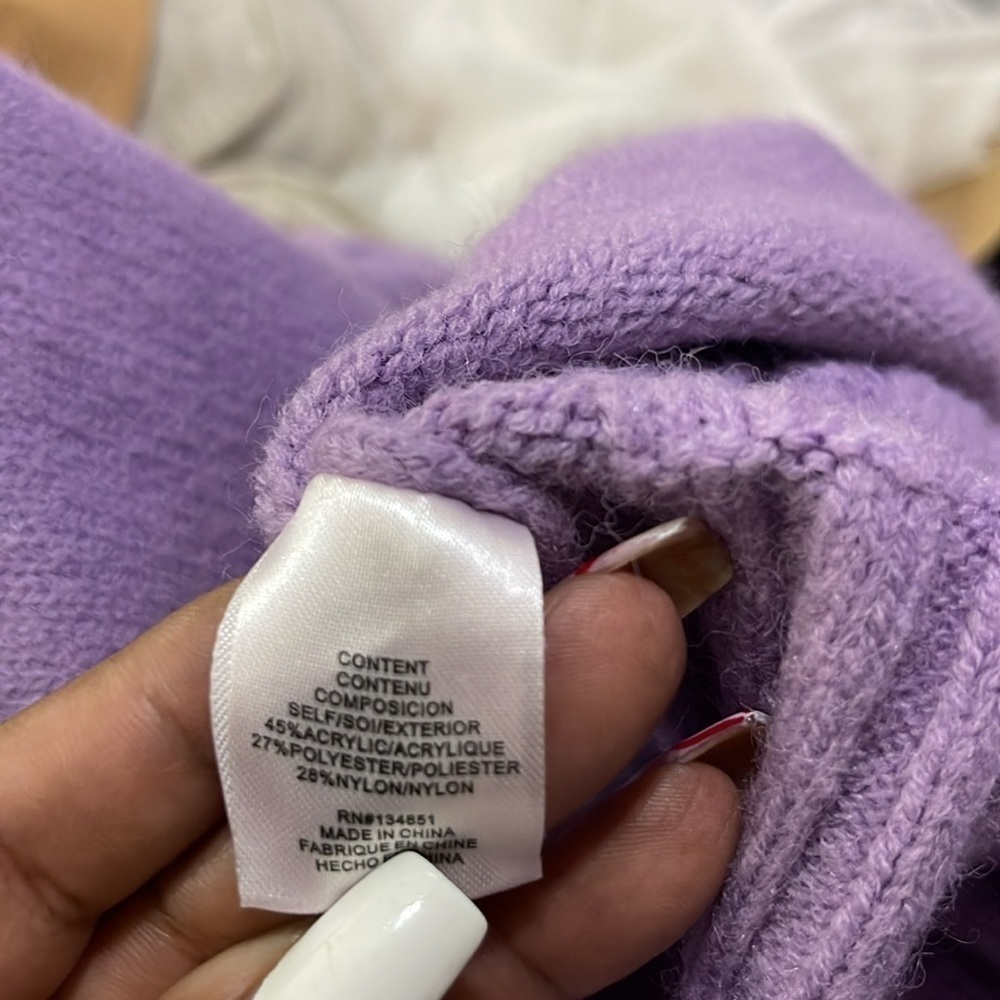 CONTENT
CONTENU
COMPOSICION
SELF/SOI/EXTERIOR
45%ACRYLIC/ACRYLIQUE
27%POLYESTER/POLIESTER
28%NYLON/NYLON
RN#134851
MADE IN CHINA
FABRIQUE EN CHINE
HECHO